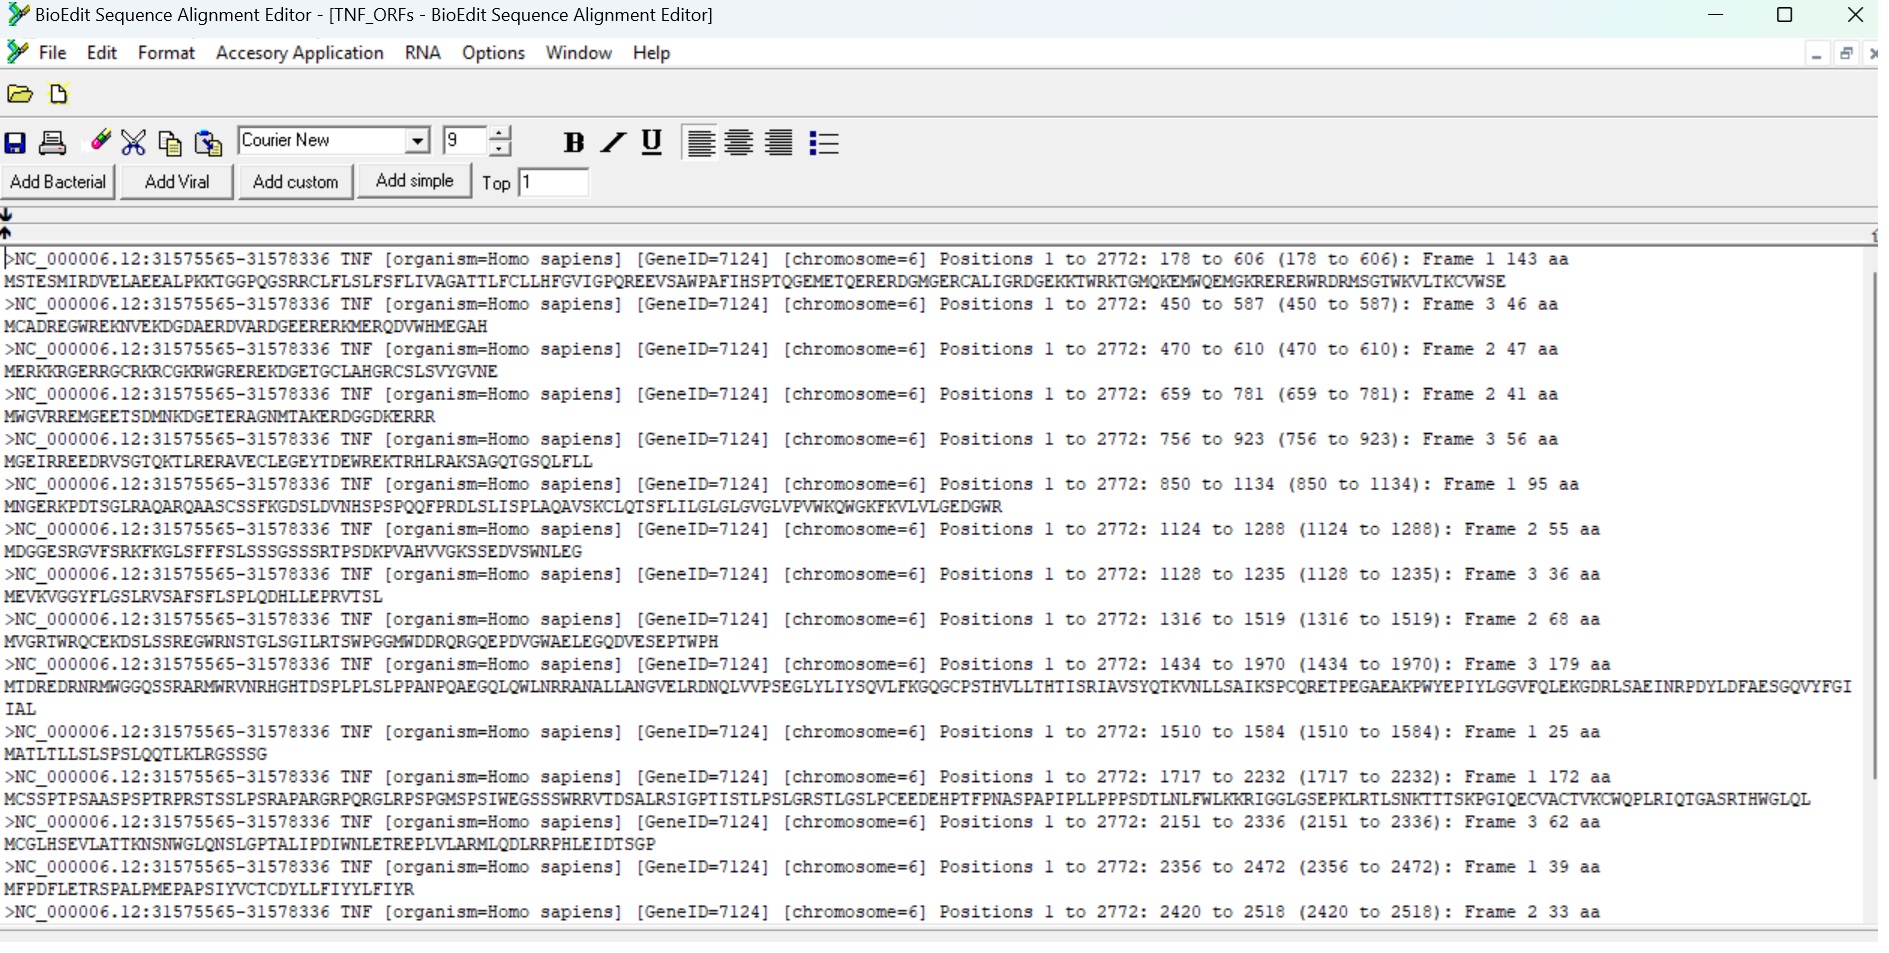 BioEdit Sequence Alignment Editor - [TNF_ORFs - BioEdit Sequence Alignment Editor]
File Edit Format Accesory Application RNA Options Window Help
Courier New 9 B I U
Add Bacterial Add Viral Add custom Add simple Top 1
>NC_000006.12:31575565-31578336 TNF [organism=Homo sapiens] [GeneID=7124] [chromosome=6] Positions 1 to 2772: 178 to 606 (178 to 606): Frame 1 143 aa
MSTESMIRDVELAEEALPKKTGGPQGSRRCLFLSLFSFLIVAGATTLFCLLHFGVIGPQREEVSAWPAFIHSPTQGEMETQERERDGMGERCALIGRDGEKKTWRKTGMQKEMWQEMGKRERERWRDRMSGTWKVLTKCVWSE
>NC_000006.12:31575565-31578336 TNF [organism=Homo sapiens] [GeneID=7124] [chromosome=6] Positions 1 to 2772: 450 to 587 (450 to 587): Frame 3 46 aa
MCADREGWREKNVEKDGDAERDVARDGEERERKMERQDVWHMEGAH
>NC_000006.12:31575565-31578336 TNF [organism=Homo sapiens] [GeneID=7124] [chromosome=6] Positions 1 to 2772: 470 to 610 (470 to 610): Frame 2 47 aa
MERKKRGERRGCRKRCGKRWGREREKDGETGCLAHGRCSLSVYGVNE
>NC_000006.12:31575565-31578336 TNF [organism=Homo sapiens] [GeneID=7124] [chromosome=6] Positions 1 to 2772: 659 to 781 (659 to 781): Frame 2 41 aa
MWGVRREMGEETSDMNKDGETERAGNMTAKERDGGDKERRR
>NC_000006.12:31575565-31578336 TNF [organism=Homo sapiens] [GeneID=7124] [chromosome=6] Positions 1 to 2772: 756 to 923 (756 to 923): Frame 3 56 aa
MGEIRREEDRVSGTQKTLRERAVECLEGEYTDEWREKTRHLRAKSAGQTGSQLFLL
>NC_000006.12:31575565-31578336 TNF [organism=Homo sapiens] [GeneID=7124] [chromosome=6] Positions 1 to 2772: 850 to 1134 (850 to 1134): Frame 1 95 aa
MNGERKPDTSGLRAQARQAASCSSFKGDSLDVNHSPSPQQFPRDLSLISPLAQAVSKCLQTSFLILGLGLGVGLVPVWKQWGKFKVLVLGEDGWR
>NC_000006.12:31575565-31578336 TNF [organism=Homo sapiens] [GeneID=7124] [chromosome=6] Positions 1 to 2772: 1124 to 1288 (1124 to 1288): Frame 2 55 aa
MDGGESRGVFSRKFKGLSFFFSLSSSGSSSRTPSDKPVAHVVGKSSEDVSWNLEG
>NC_000006.12:31575565-31578336 TNF [organism=Homo sapiens] [GeneID=7124] [chromosome=6] Positions 1 to 2772: 1128 to 1235 (1128 to 1235): Frame 3 36 aa
MEVKVGGYFLGSLRVSAFSFLSPLQDHLLEPRVTSL
>NC_000006.12:31575565-31578336 TNF [organism=Homo sapiens] [GeneID=7124] [chromosome=6] Positions 1 to 2772: 1316 to 1519 (1316 to 1519): Frame 2 68 aa
MVGRTWRQCEKDSLSSREGWRNSTGLSGILRTSWPGGMWDDRQRGQEPDVGWAELEGQDVESEPTWPH
>NC_000006.12:31575565-31578336 TNF [organism=Homo sapiens] [GeneID=7124] [chromosome=6] Positions 1 to 2772: 1434 to 1970 (1434 to 1970): Frame 3 179 aa
MTDREDRNRMWGGQSSRARMWRVNRHGHTDSPLPLSLPPANPQAEGQLQWLNRRANALLANGVELRDNQLVVPSEGLYLIYSQVLFKGQGCPSTHVLLTHTISRIAVSYQTKVNLLSAIKSPCQRETPEGAEAKPWYEPIYLGGVFQLEKGDRLSAEINRPDYLDFAESGQVYFGI
IAL
>NC_000006.12:31575565-31578336 TNF [organism=Homo sapiens] [GeneID=7124] [chromosome=6] Positions 1 to 2772: 1510 to 1584 (1510 to 1584): Frame 1 25 aa
MATLTLLSLSPSLQQTLKLRGSSSG
>NC_000006.12:31575565-31578336 TNF [organism=Homo sapiens] [GeneID=7124] [chromosome=6] Positions 1 to 2772: 1717 to 2232 (1717 to 2232): Frame 1 172 aa
MCSSPTPSAASPSPTRPRSTSSLPSRAPARGRPQRGLRPSPGMSPSIWEGSSSWRRVTDSALRSIGPTISTLPSLGRSTLGSLPCEEDEHPTFPNASPAPIPLLPPPSDTLNLFWLKKRIGGLGSEPKLRTLSNKTTTSKPGIQECVACTVKCWQPLRIQTGASRTHWGLQL
>NC_000006.12:31575565-31578336 TNF [organism=Homo sapiens] [GeneID=7124] [chromosome=6] Positions 1 to 2772: 2151 to 2336 (2151 to 2336): Frame 3 62 aa
MCGLHSEVLATTKNSNWGLQNSLGPTALIPDIWNLETREPLVLARMLQDLRRPHLEIDTSGP
>NC_000006.12:31575565-31578336 TNF [organism=Homo sapiens] [GeneID=7124] [chromosome=6] Positions 1 to 2772: 2356 to 2472 (2356 to 2472): Frame 1 39 aa
MFPDFLETRSPALPMEPAPSIYVCTCDYLLFIYYLFIYR
>NC_000006.12:31575565-31578336 TNF [organism=Homo sapiens] [GeneID=7124] [chromosome=6] Positions 1 to 2772: 2420 to 2518 (2420 to 2518): Frame 2 33 aa